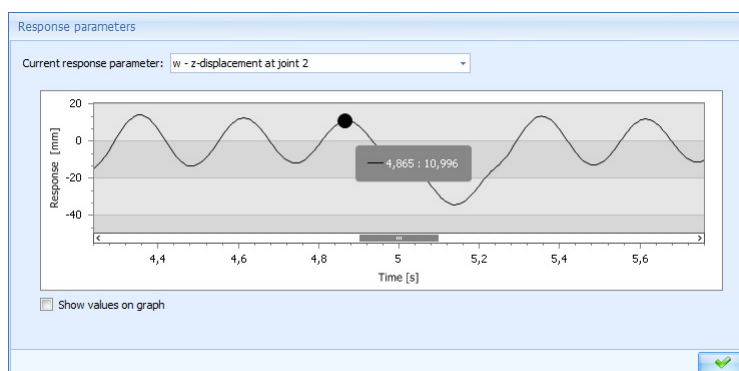 Response parameters
Current response parameter: w - z-displacement at joint 2
20
0
-20
-40
Response [mm]
4,865 : 10,996
4,4 4,6 4,8 5 5,2 5,4 5,6
Time [s]
Show values on graph